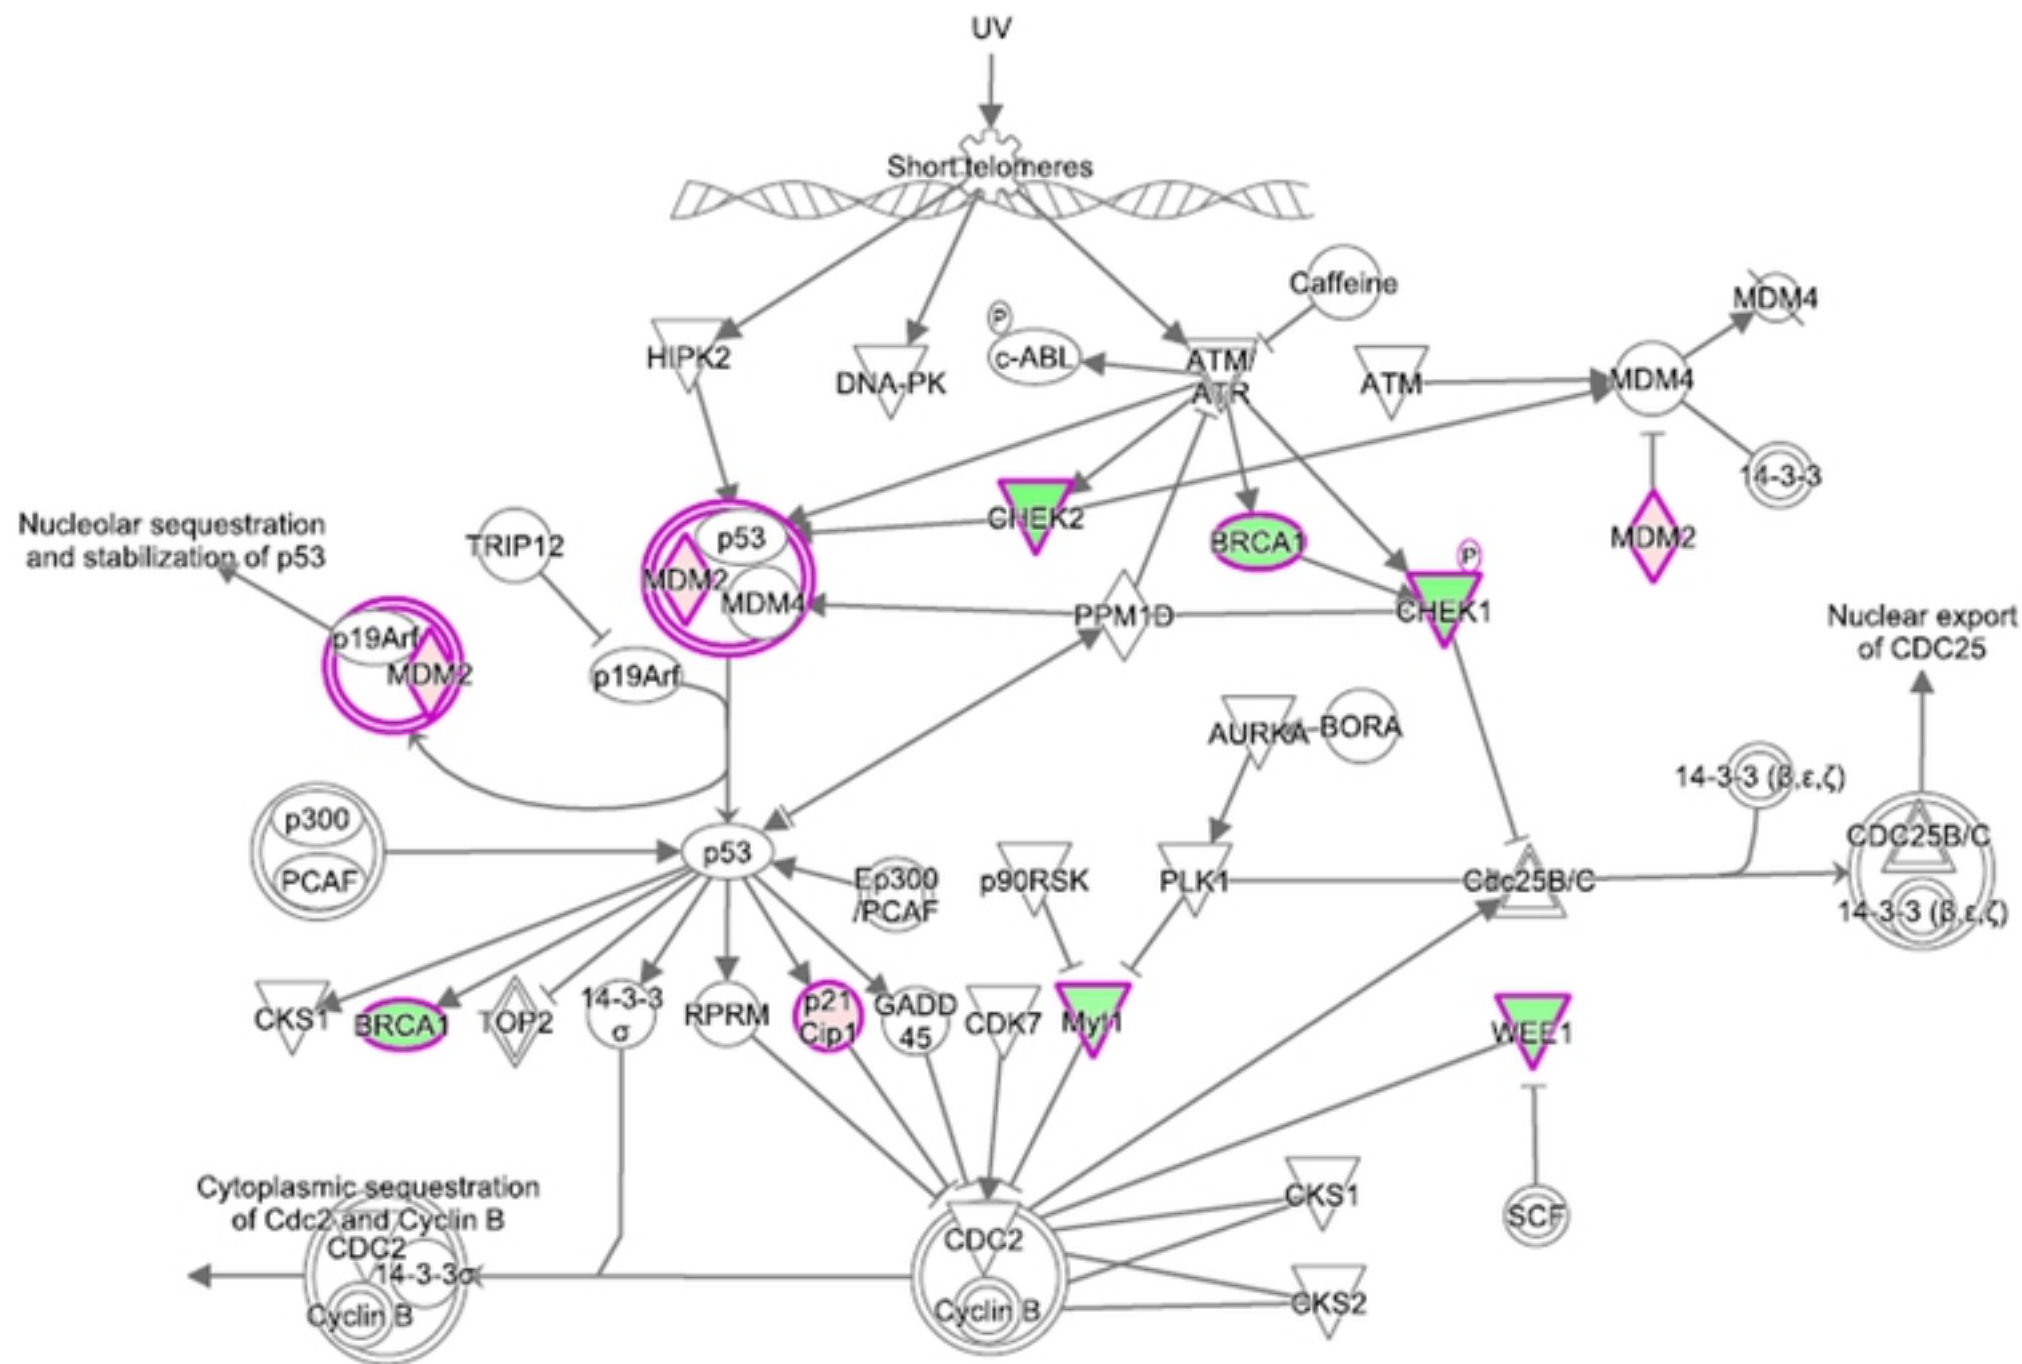 UV
Short telomeres
Caffeine
MDM4
P
HIPK2
DNA-PK
c-ABL
ATM/
ATR
ATM
MDM4
14-3-3
Nucleolar sequestration
and stabilization of p53
TRIP12
p53
MDM2
MDM4
CHEK2
BRCA1
P
CHEK1
MDM2
PPM1D
Nuclear export
of CDC25
p19Arf
MDM2
p19Arf
AURKA
BORA
14-3-3 (β,ε,ζ)
p300
PCAF
p53
Ep300
/PCAF
p90RSK
PLK1
Cdc25B/C
CDC25B/C
14-3-3 (β,ε,ζ)
CKS1
BRCA1
TOP2
14-3-3
σ
RPRM
p21
Cip1
GADD
45
CDK7
Myt1
WEE1
Cytoplasmic sequestration
of Cdc2 and Cyclin B
CDC2
14-3-3σ
Cyclin B
CDC2
Cyclin B
CKS1
CKS2
SCF